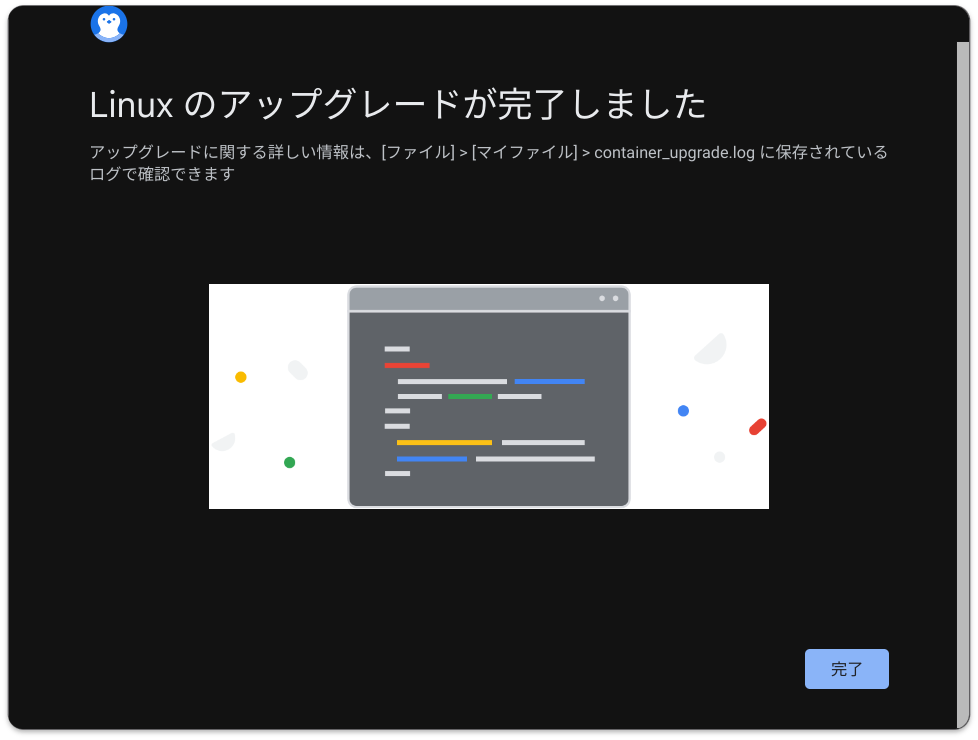 Linux のアップグレードが完了しました
アップグレードに関する詳しい情報は、[ファイル] > [マイファイル] > container_upgrade.log に保存されている
ログで確認できます
完了